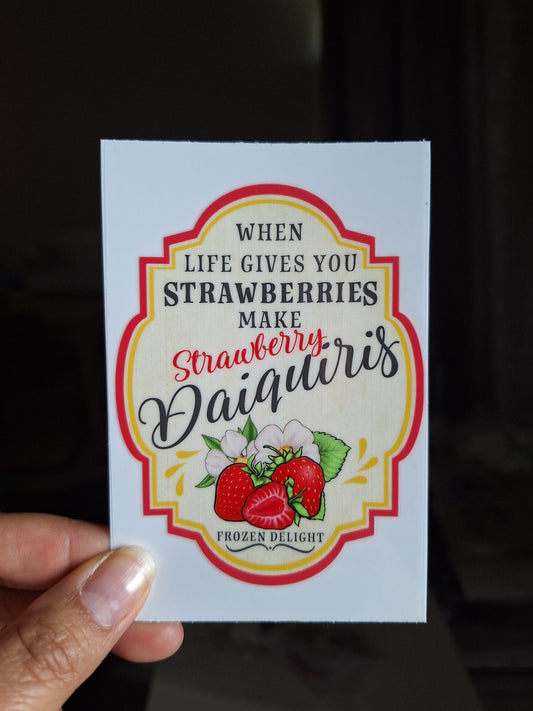 WHEN
LIFE GIVES YOU
STRAWBERRIES
MAKE
Strawberry
Daiquiris
FROZEN DELIGHT